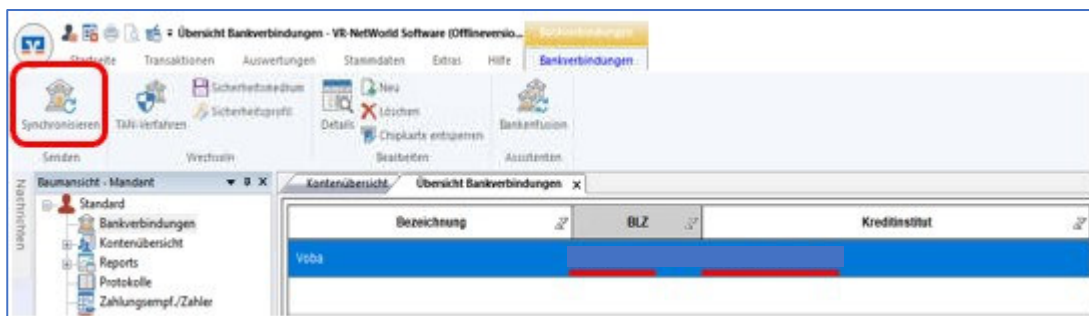 Übersicht Bankverbindungen - VR-NetWorld Software (Offlineversio...
Bankverbindungen
Startseite Transaktionen Auswertungen Stammdaten Extras Hilfe Bankverbindungen
Synchronisieren
TAN-Verfahren
Sicherheitsmedium
Sicherheitsprofil
Details
Neu
Löschen
Chipkarte entsperren
Bankenfusion
Senden Wechseln Bearbeiten Assistenten
Nachrichten
Baumansicht - Mandant
Standard
Bankverbindungen
Kontenübersicht
Reports
Protokolle
Zahlungsempf./Zahler
Kontenübersicht Übersicht Bankverbindungen x
Bezeichnung BLZ Kreditinstitut
Voba